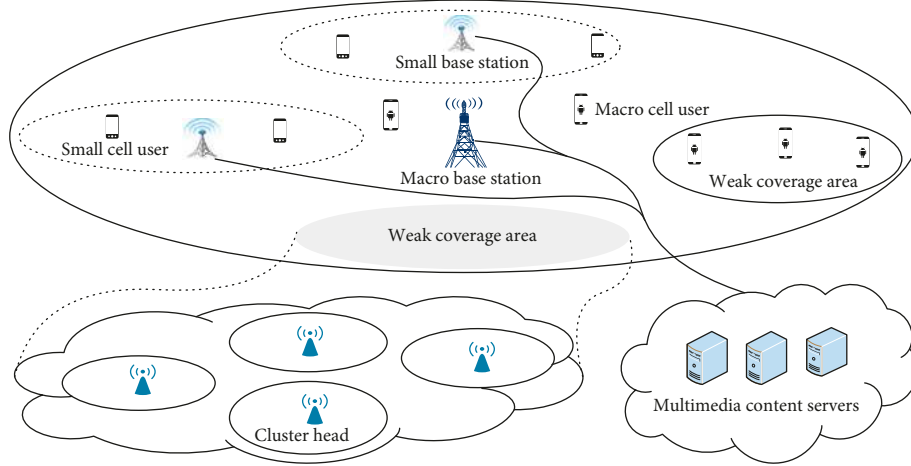 Small base station
Macro cell user
Small cell user
Macro base station
Weak coverage area
Weak coverage area
Multimedia content servers
Cluster head